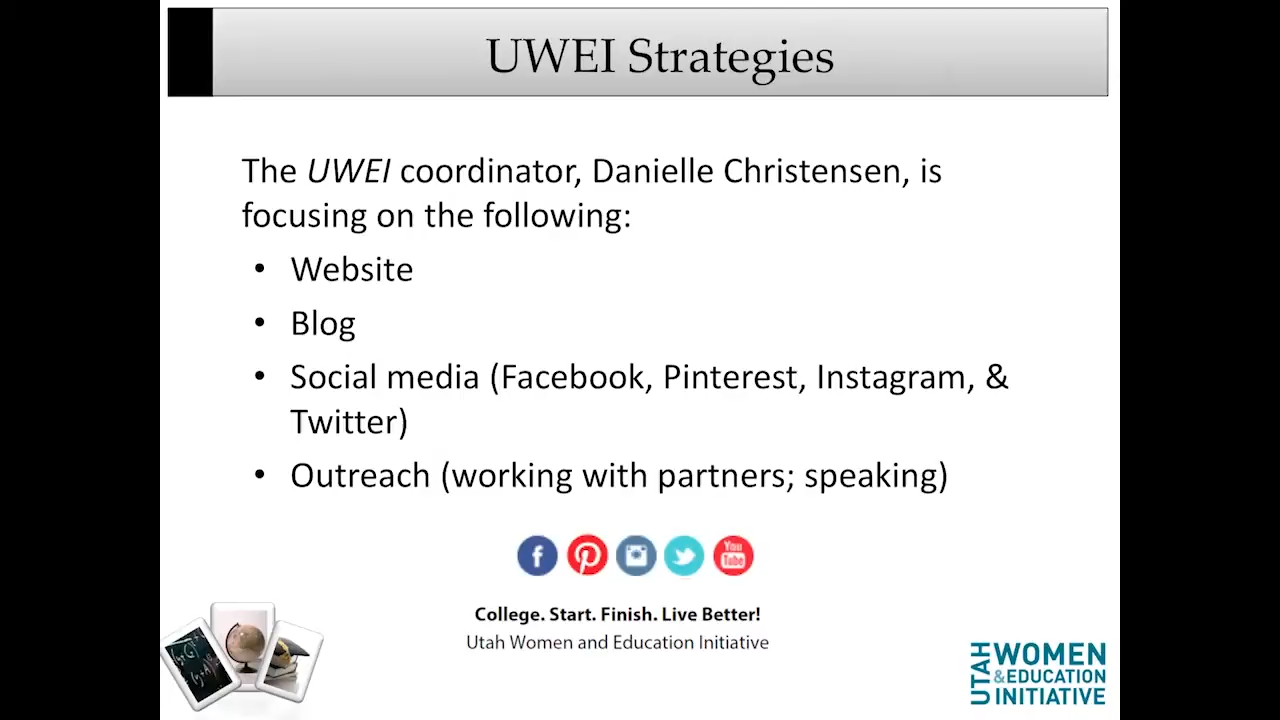 UWEI Strategies
The UWEI coordinator, Danielle Christensen, is
focusing on the following:
• Website
• Blog
• Social media (Facebook, Pinterest, Instagram, &
Twitter)
• Outreach (working with partners; speaking)
You
Tube
College. Start. Finish. Live Better!
Utah Women and Education Initiative
UTAH WOMEN
& EDUCATION
INITIATIVE